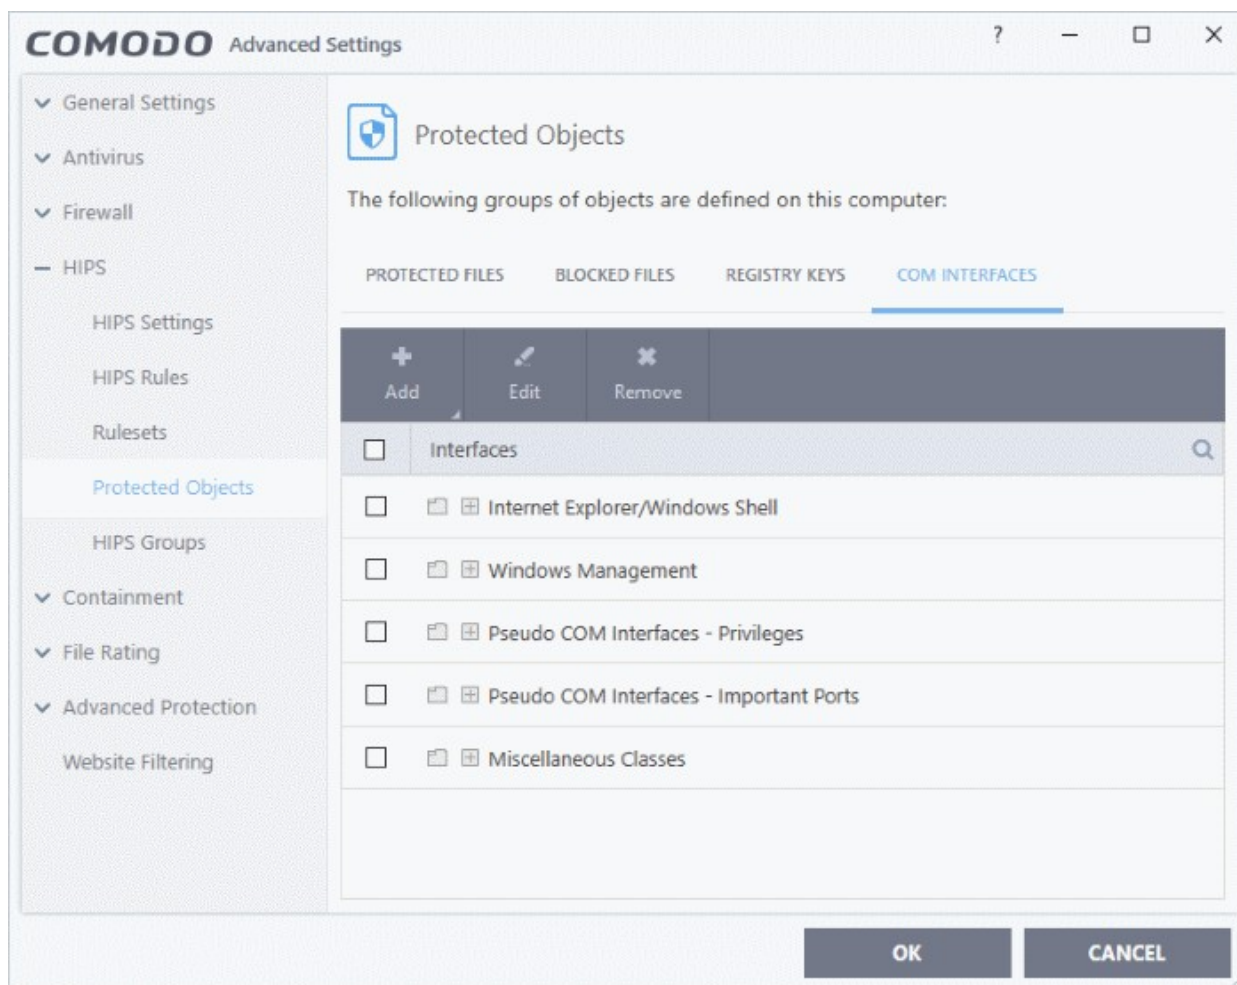 COMODO Advanced Settings ?
General Settings
Antivirus
Firewall
HIPS
HIPS Settings
HIPS Rules
Rulesets
Protected Objects
HIPS Groups
Containment
File Rating
Advanced Protection
Website Filtering
Protected Objects
The following groups of objects are defined on this computer:
PROTECTED FILES BLOCKED FILES REGISTRY KEYS COM INTERFACES
Add Edit Remove
Interfaces
Internet Explorer/Windows Shell
Windows Management
Pseudo COM Interfaces - Privileges
Pseudo COM Interfaces - Important Ports
Miscellaneous Classes
OK CANCEL